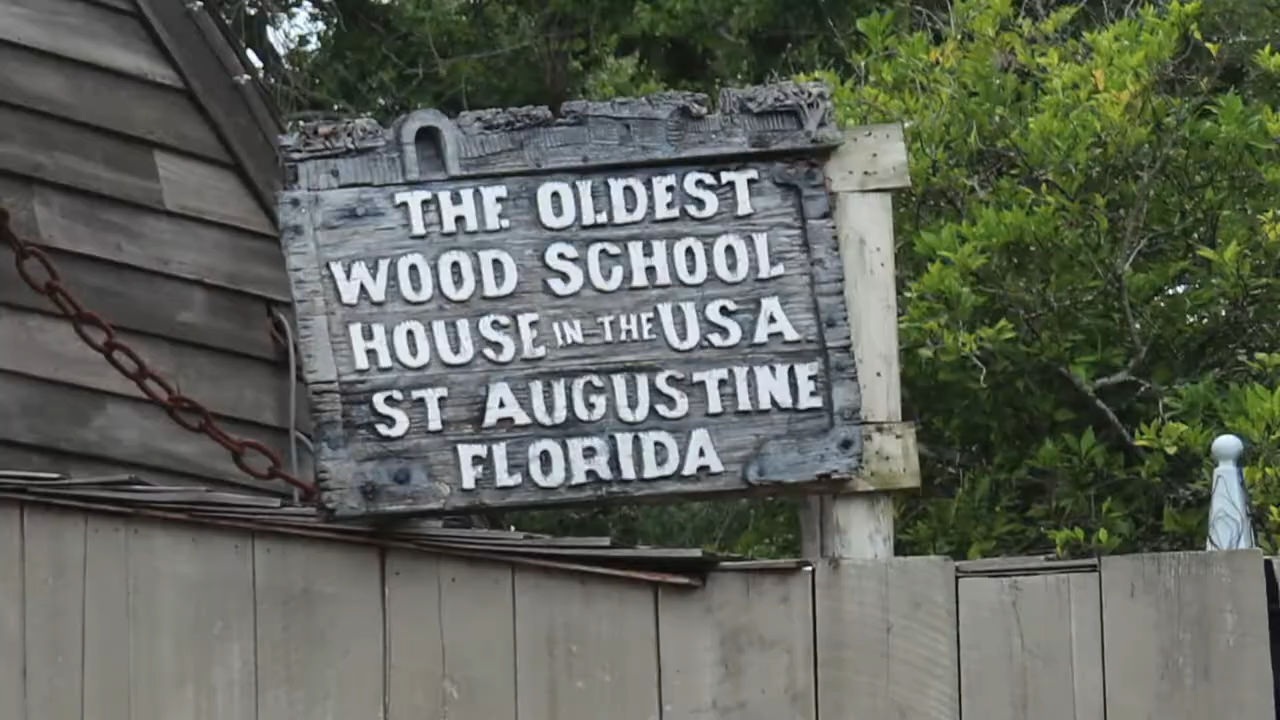 THE OLDEST
WOOD SCHOOL
HOUSE IN-THE USA
ST AUGUSTINE
FLORIDA